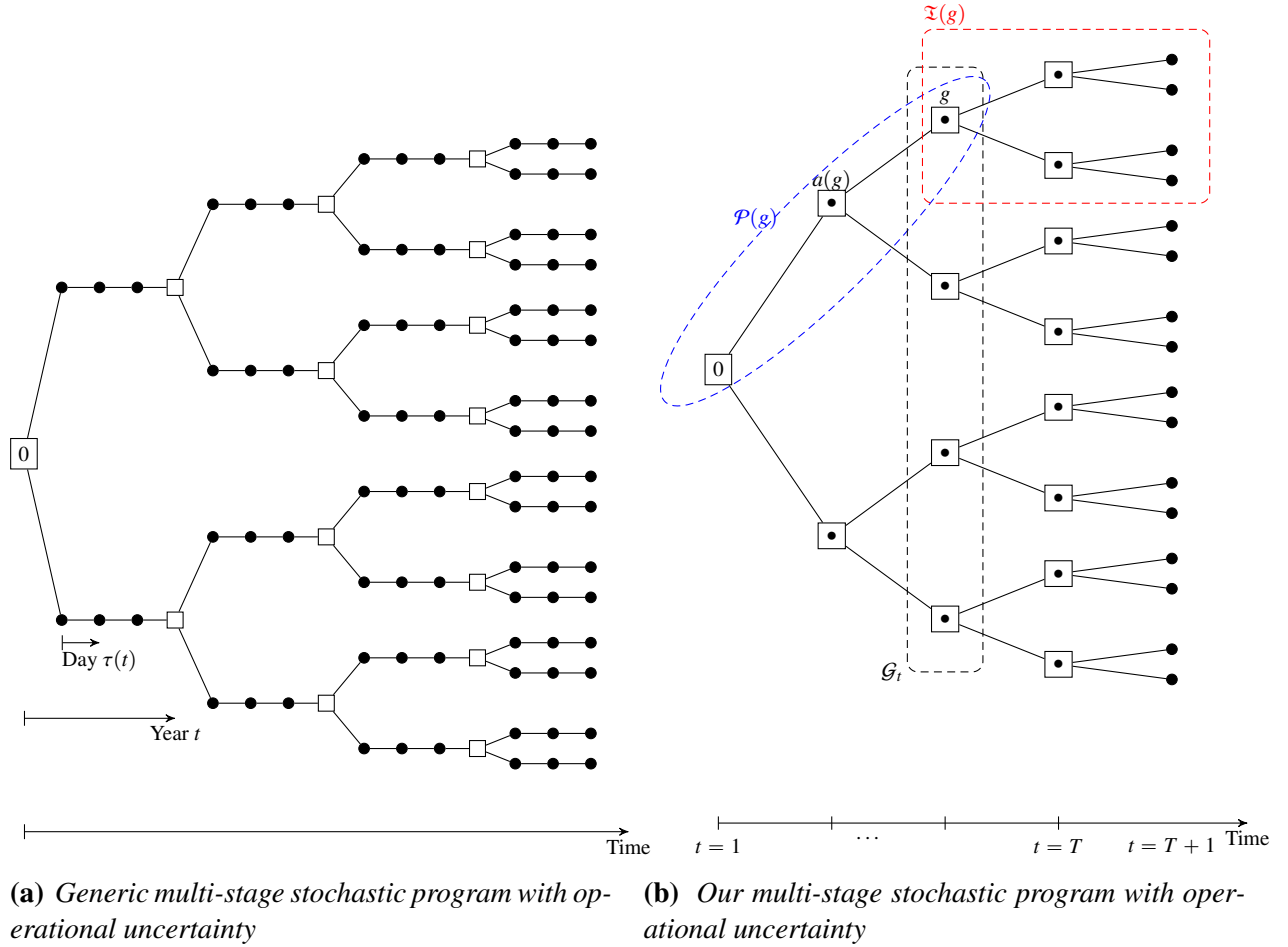 0
Day τ(t)
Year t
Time
(a) Generic multi-stage stochastic program with op-
erational uncertainty
𝔗(g)
g
a(g)
𝒫(g)
0
𝒢ₜ
t = 1
...
t = T
t = T + 1
Time
(b) Our multi-stage stochastic program with oper-
ational uncertainty